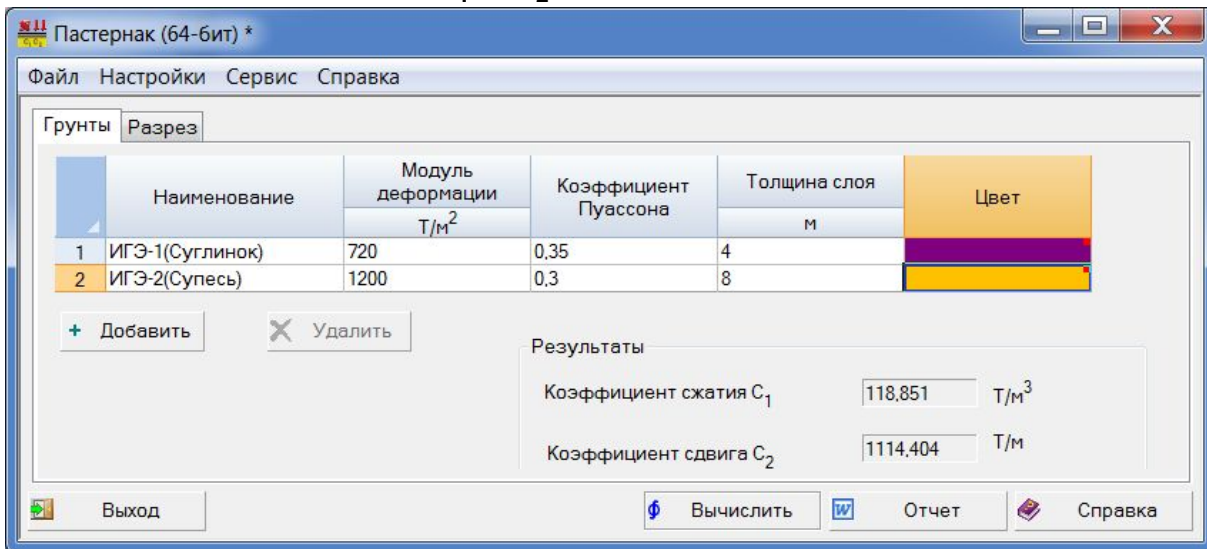 Пастернак (64-бит) *
Файл Настройки Сервис Справка
Грунты Разрез
Наименование Модуль деформации Коэффициент Пуассона Толщина слоя Цвет
Т/м² м
1 ИГЭ-1(Суглинок) 720 0,35 4
2 ИГЭ-2(Супесь) 1200 0,3 8
+ Добавить Удалить
Результаты
Коэффициент сжатия C₁ 118,851 Т/м³
Коэффициент сдвига C₂ 1114,404 Т/м
Выход Вычислить Отчет Справка